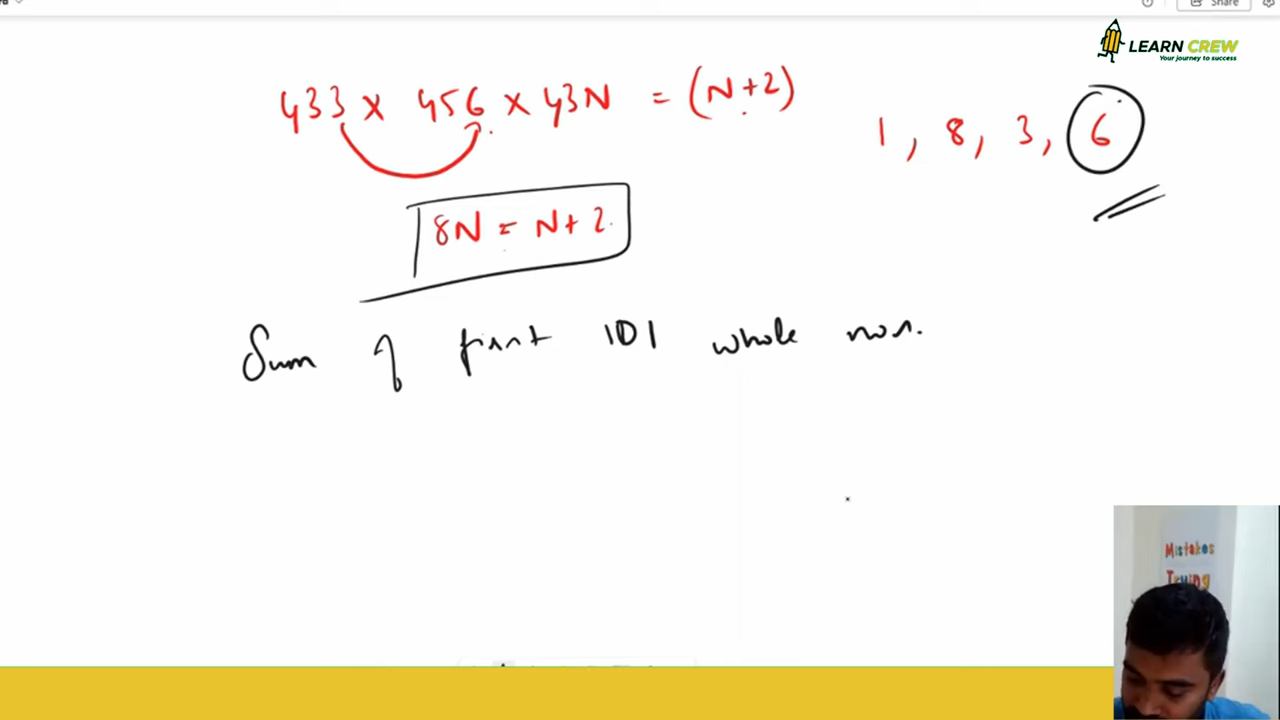 Share
LEARN CREW
Your journey to success
433 x 456 x 43N = (N+2)
1, 8, 3, 6
8N = N+2
Sum of first 101 whole nos.
Mistakes
Trying